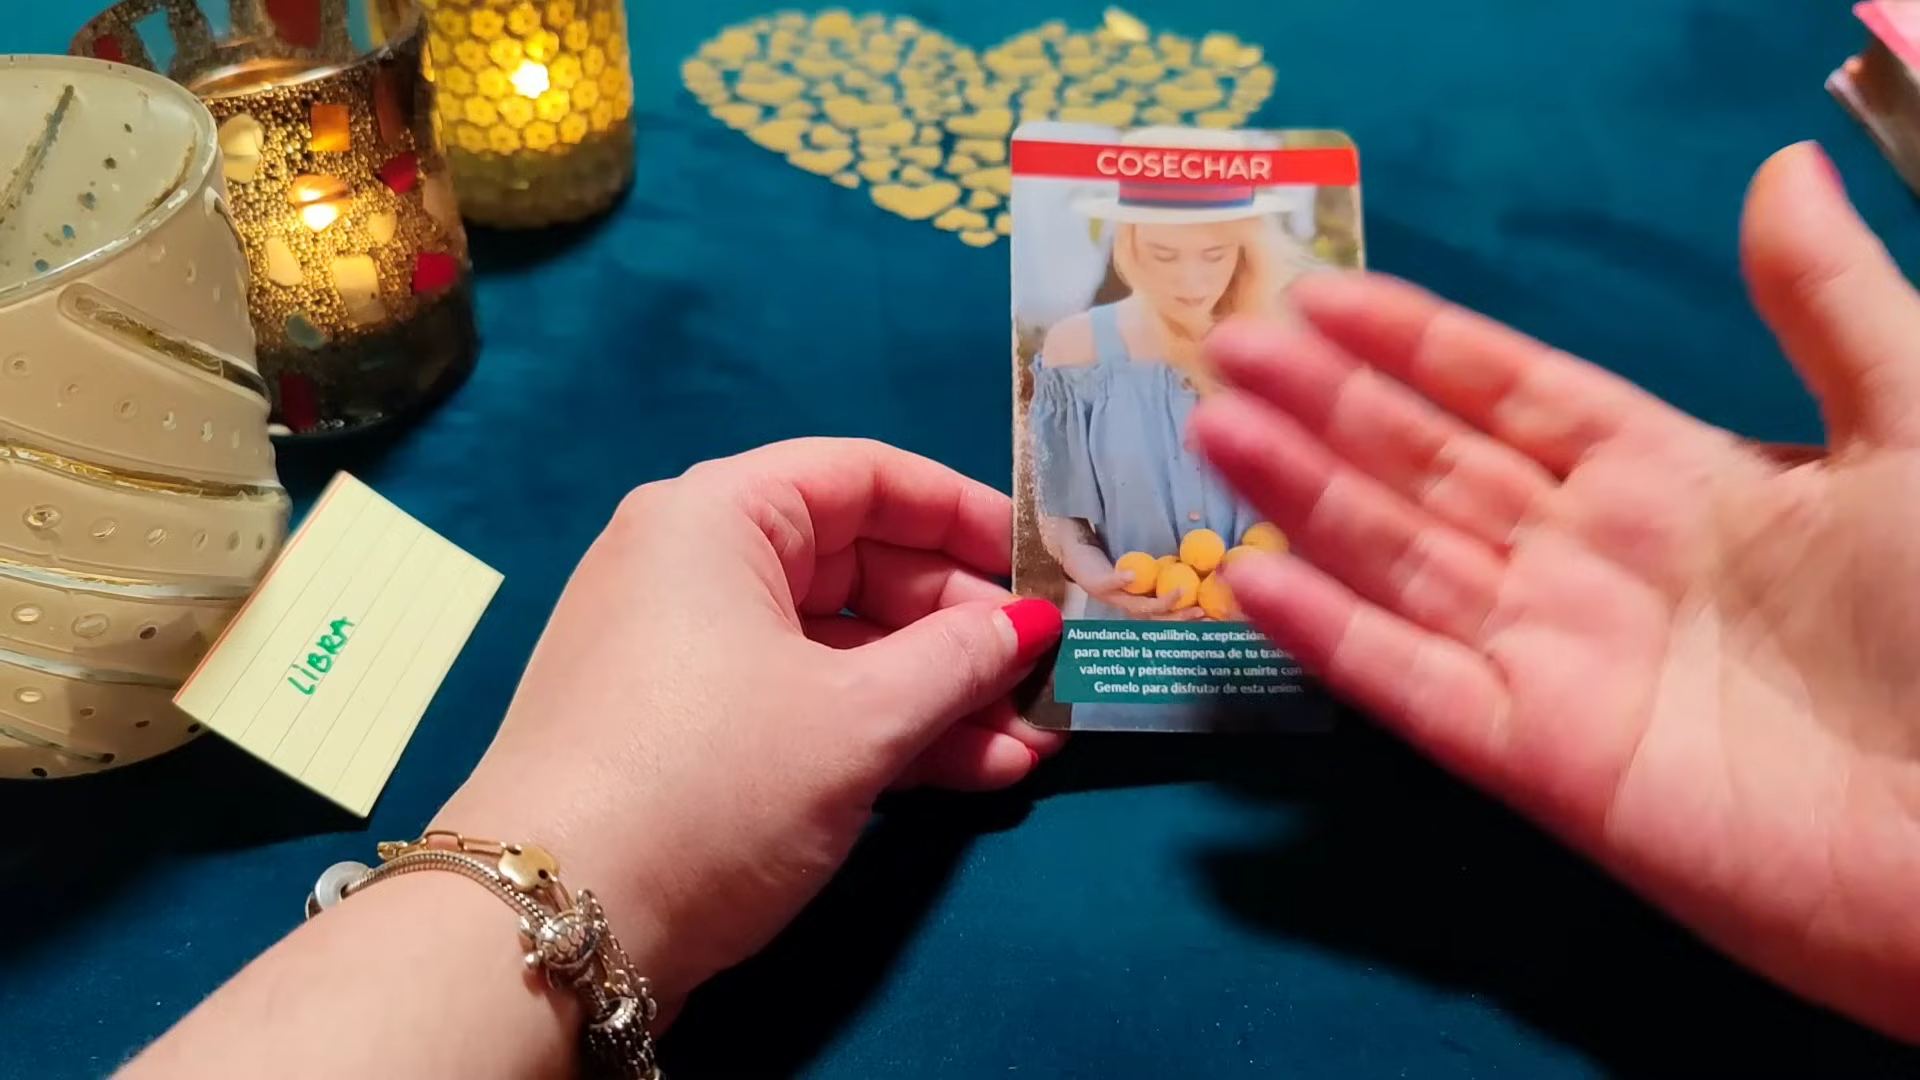 COSECHAR
Abundancia, equilibrio, aceptación.
para recibir la recompensa de tu
valentía y persistencia van a unirte con
Gemelo para disfrutar de esta unión.
LIBRA